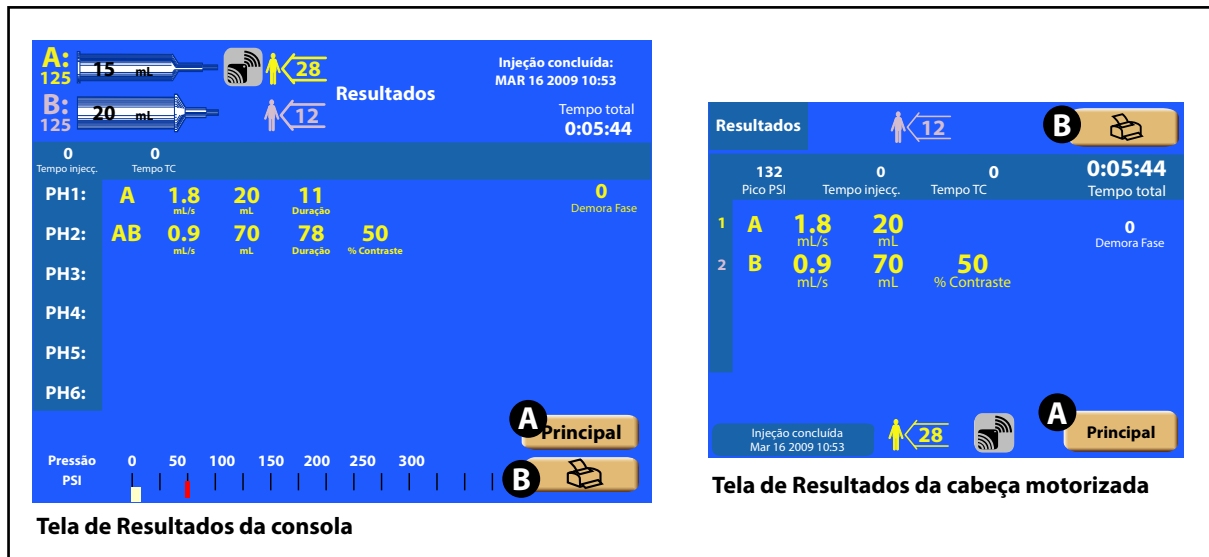 A:
125
15 mL
28
B:
125
20 mL
12
Resultados
Injeção concluída:
MAR 16 2009 10:53
Tempo total
0:05:44
0 0
Tempo injecç. Tempo TC
PH1: A 1.8 20 11 0
mL/s mL Duração Demora Fase
PH2: AB 0.9 70 78 50
mL/s mL Duração % Contraste
PH3:
PH4:
PH5:
PH6:
A Principal
Pressão 0 50 100 150 200 250 300
PSI
B
Tela de Resultados da consola
Resultados 12 B
132 0 0 0:05:44
Pico PSI Tempo injecç. Tempo TC Tempo total
1 A 1.8 20 0
mL/s mL Demora Fase
2 B 0.9 70 50
mL/s mL % Contraste
A Principal
Injeção concluída
Mar 16 2009 10:53
28
Tela de Resultados da cabeça motorizada